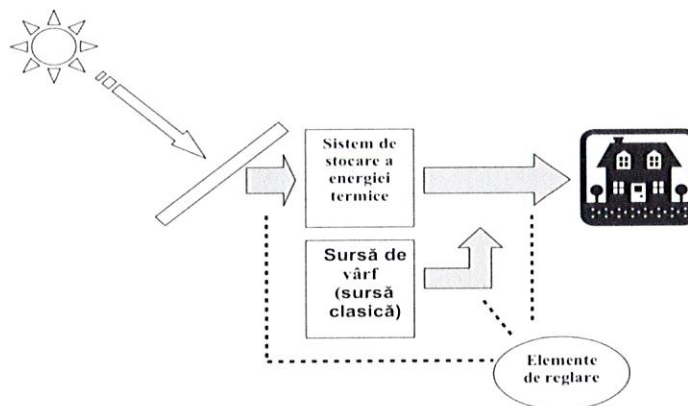 Sistem de
stocare a
energiei
termice
Sursă de
vârf
(sursă
clasică)
Elemente
de reglare